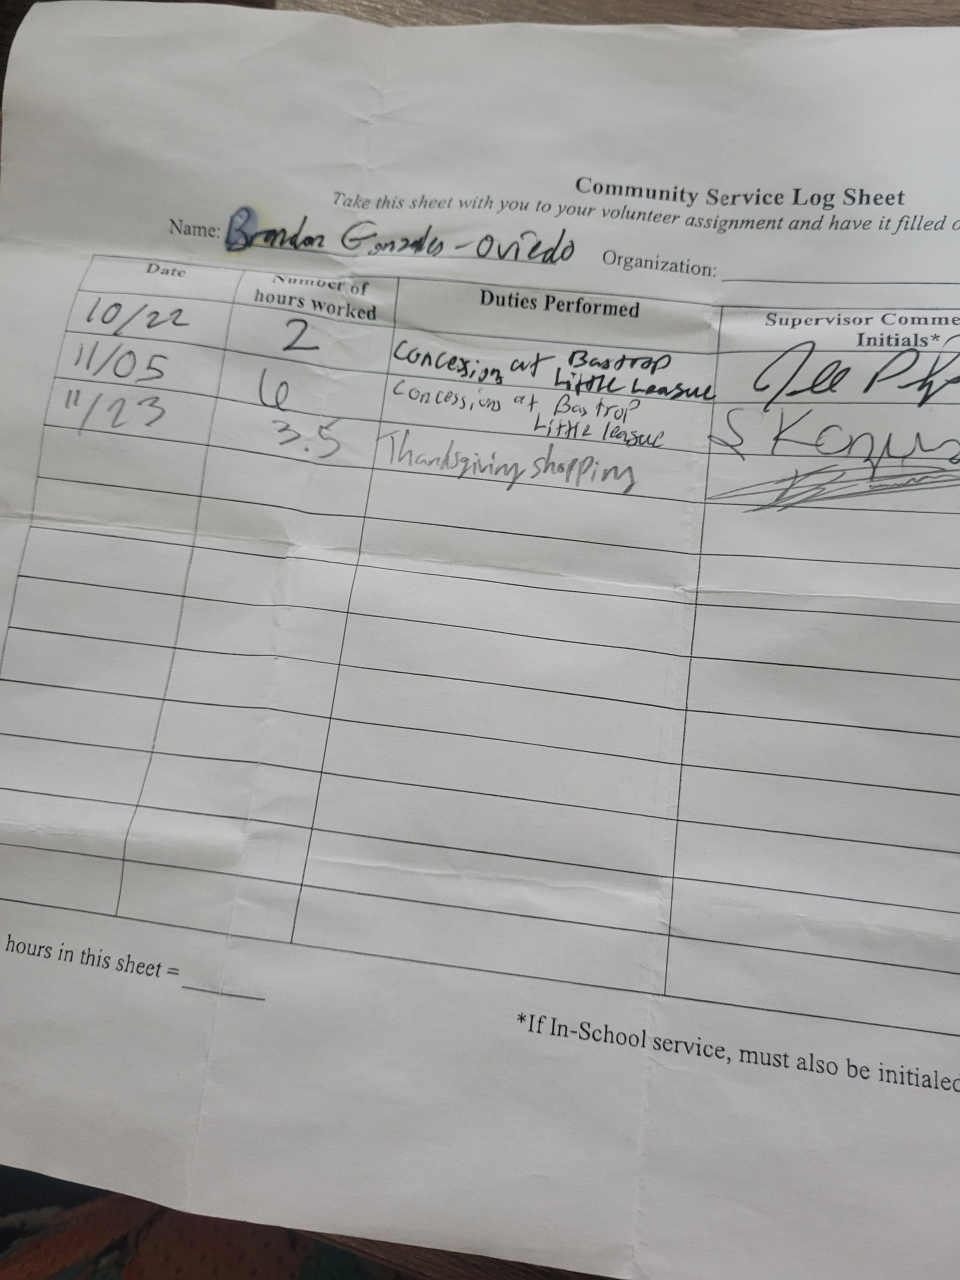 Community Service Log Sheet
Take this sheet with you to your volunteer assignment and have it filled o
Name: Brandon Gonzales-Oviedo Organization:
Date
Number of
hours worked
Duties Performed
Supervisor Comme
Initials*
10/22 2 Concession at Bastrop
Little League
11/05 6 Concessions at Bastrop
Little league
11/23 3.5 Thanksgiving shopping
hours in this sheet =
*If In-School service, must also be initialed